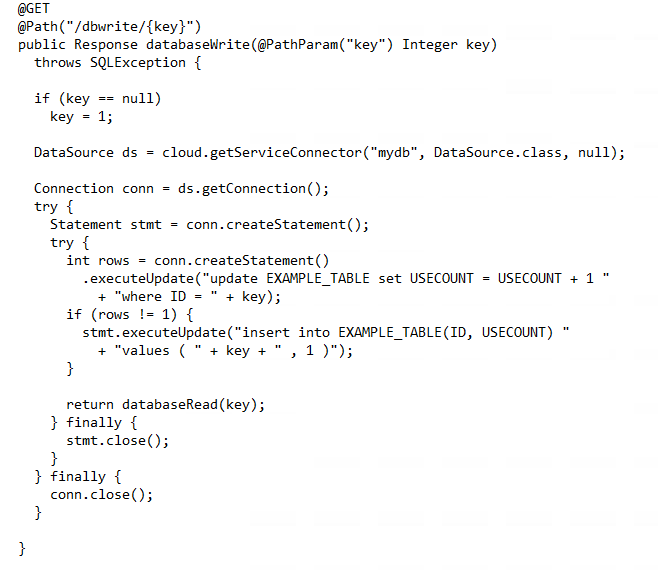 @GET
@Path("/dbwrite/{key}")
public Response databaseWrite(@PathParam("key") Integer key)
  throws SQLException {

  if (key == null)
    key = 1;

  DataSource ds = cloud.getServiceConnector("mydb", DataSource.class, null);

  Connection conn = ds.getConnection();
  try {
    Statement stmt = conn.createStatement();
    try {
      int rows = conn.createStatement()
        .executeUpdate("update EXAMPLE_TABLE set USECOUNT = USECOUNT + 1 "
          + "where ID = " + key);
      if (rows != 1) {
        stmt.executeUpdate("insert into EXAMPLE_TABLE(ID, USECOUNT) "
          + "values ( " + key + " , 1 )");
      }

      return databaseRead(key);
    } finally {
      stmt.close();
    }
  } finally {
    conn.close();
  }

}